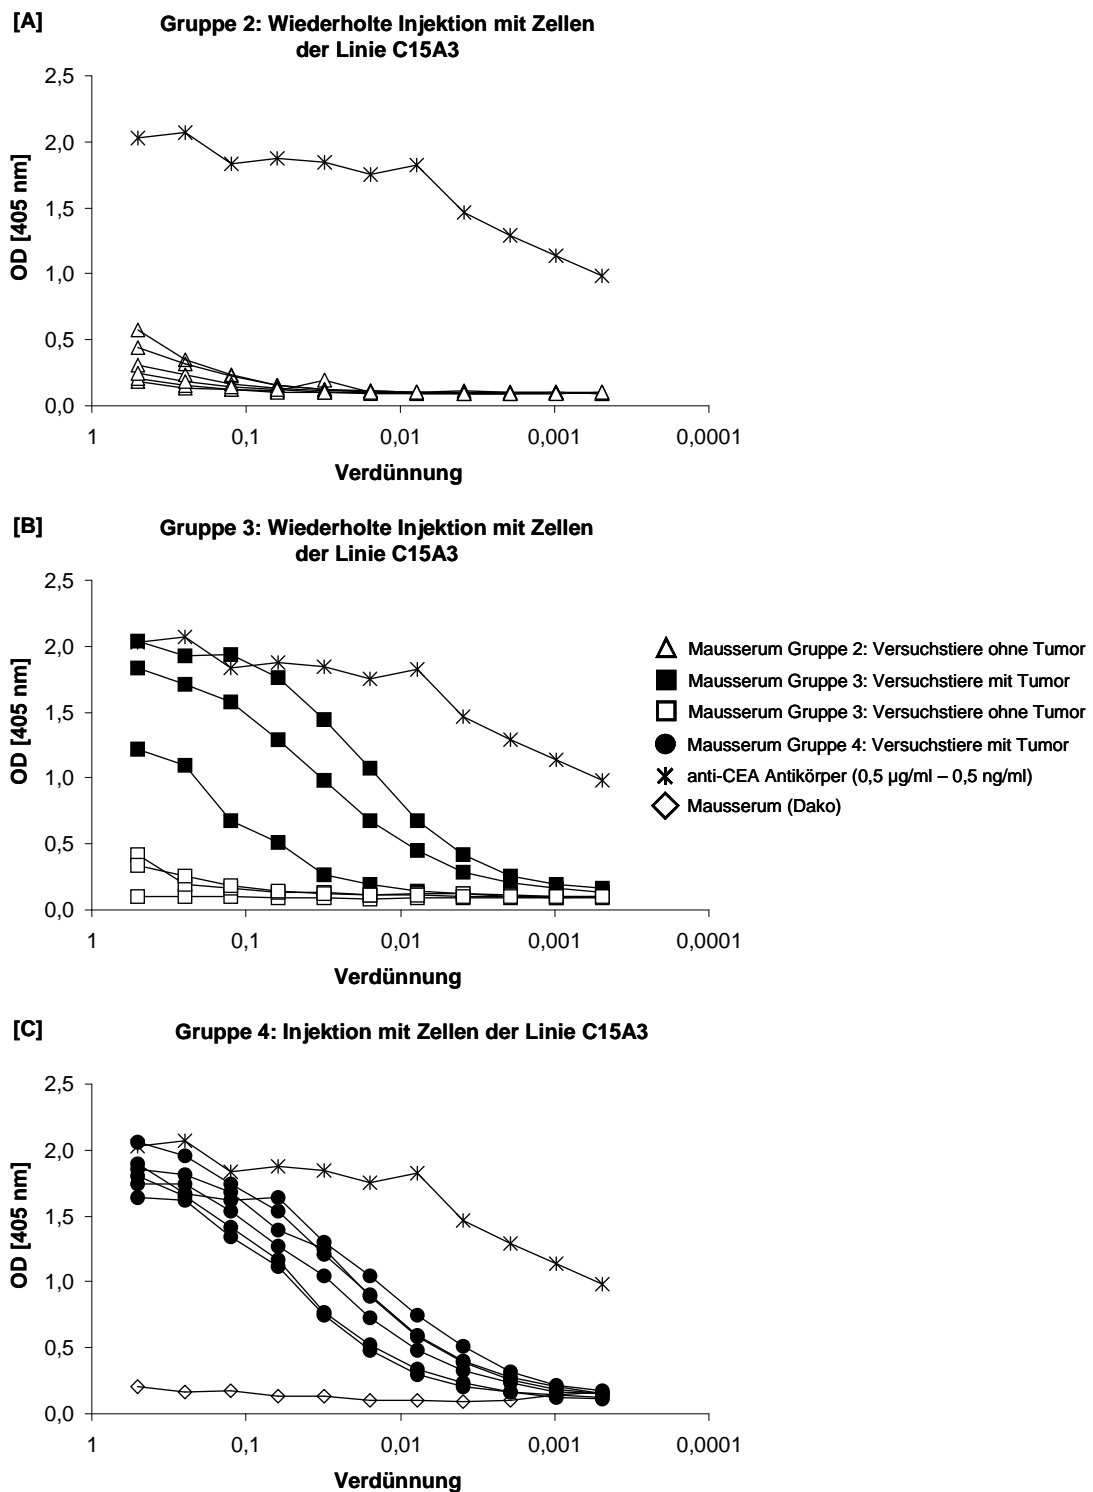 [A]
Gruppe 2: Wiederholte Injektion mit Zellen
der Linie C15A3
2,5
2,0
1,5
1,0
0,5
0,0
OD [405 nm]
1 0,1 0,01 0,001 0,0001
Verdünnung
[B]
Gruppe 3: Wiederholte Injektion mit Zellen
der Linie C15A3
2,5
2,0
1,5
1,0
0,5
0,0
OD [405 nm]
1 0,1 0,01 0,001 0,0001
Verdünnung
Mausserum Gruppe 2: Versuchstiere ohne Tumor
Mausserum Gruppe 3: Versuchstiere mit Tumor
Mausserum Gruppe 3: Versuchstiere ohne Tumor
Mausserum Gruppe 4: Versuchstiere mit Tumor
anti-CEA Antikörper (0,5 µg/ml – 0,5 ng/ml)
Mausserum (Dako)
[C]
Gruppe 4: Injektion mit Zellen der Linie C15A3
2,5
2,0
1,5
1,0
0,5
0,0
OD [405 nm]
1 0,1 0,01 0,001 0,0001
Verdünnung